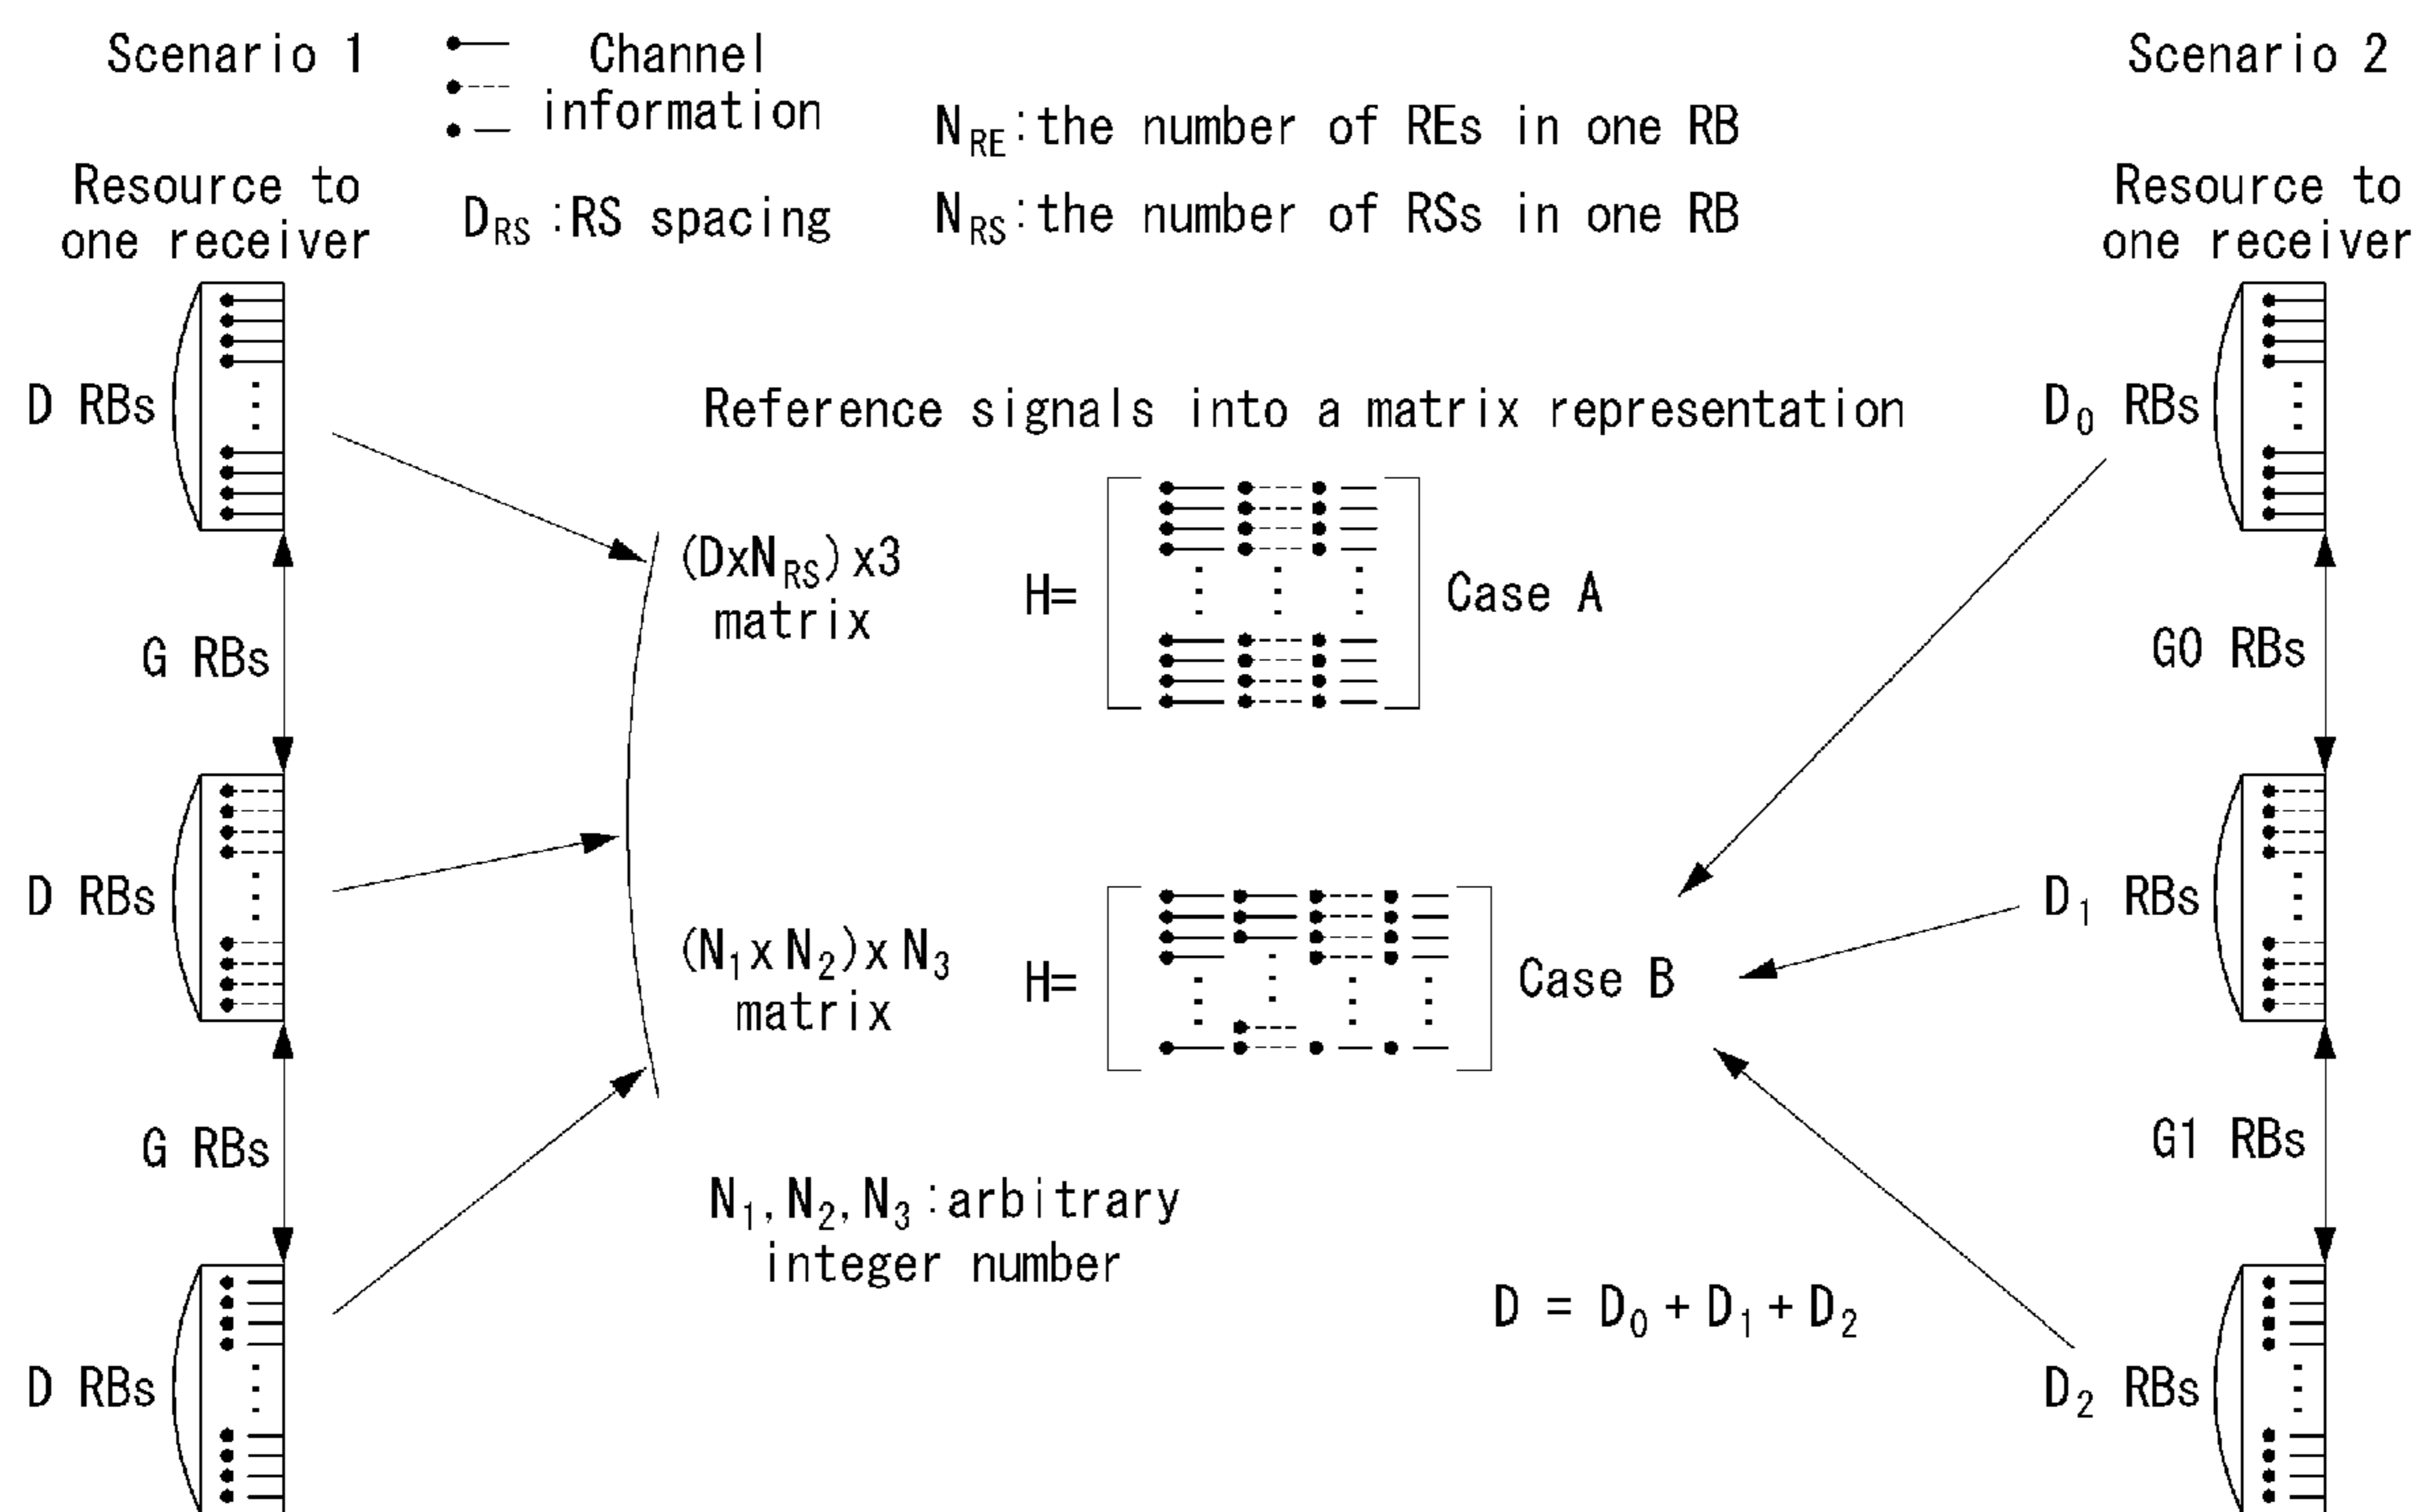 Scenario 1
Channel
information
Scenario 2
N_RE:the number of REs in one RB
Resource to
one receiver
D_RS :RS spacing
N_RS:the number of RSs in one RB
Resource to
one receiver
D RBs
Reference signals into a matrix representation
D_0 RBs
(DxN_RS)x3
matrix
H=
Case A
G RBs
G0 RBs
D RBs
(N_1xN_2)xN_3
matrix
H=
Case B
D_1 RBs
G RBs
G1 RBs
N_1,N_2,N_3:arbitrary
integer number
D = D_0+D_1+D_2
D RBs
D_2 RBs